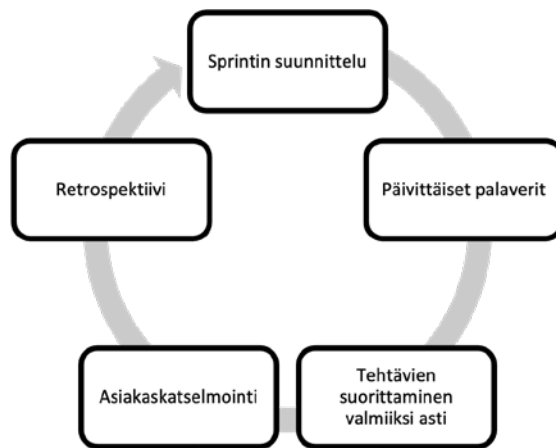 Sprintin suunnittelu
Päivittäiset palaverit
Tehtävien
suorittaminen
valmiiksi asti
Asiakaskatselmointi
Retrospektiivi